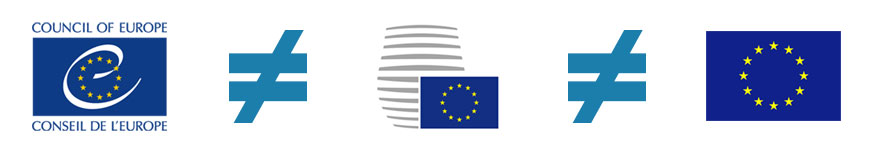 COUNCIL OF EUROPE
≠
≠
CONSEIL DE L'EUROPE